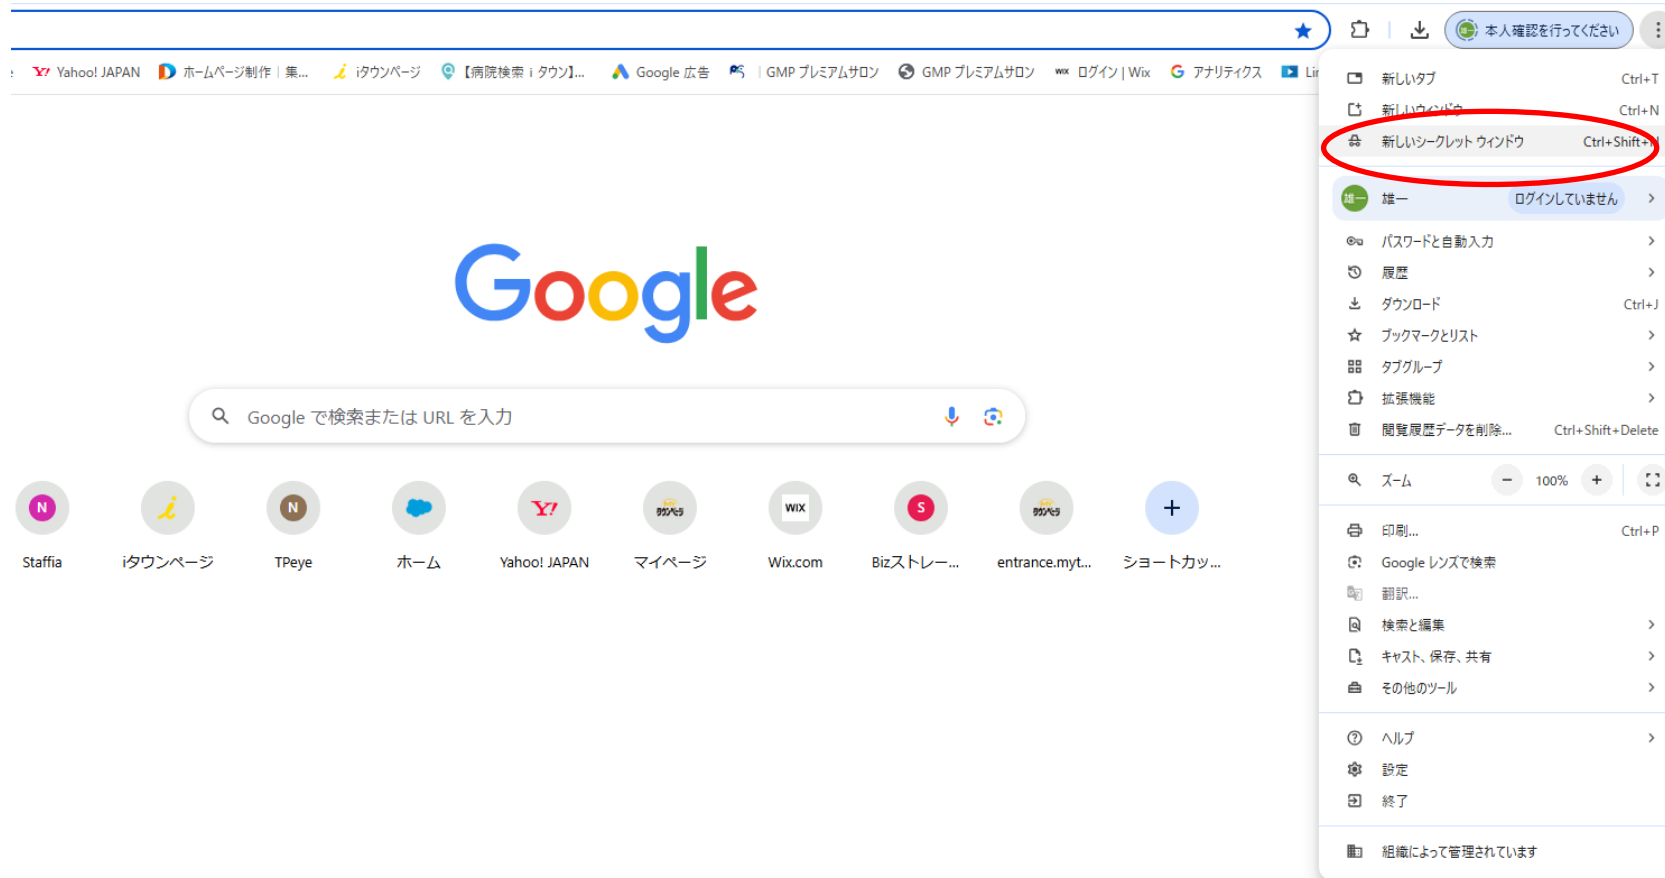 本人確認を行ってください
Yahoo! JAPAN
ホームページ制作｜集...
iタウンページ
【病院検索ｉタウン】...
Google 広告
｜GMP プレミアムサロン
GMP プレミアムサロン
ログイン | Wix
アナリティクス
新しいタブ Ctrl+T
新しいウィンドウ Ctrl+N
新しいシークレット ウィンドウ Ctrl+Shift+N
雄一 雄一 ログインしていません
パスワードと自動入力
履歴
ダウンロード Ctrl+J
ブックマークとリスト
タブグループ
拡張機能
閲覧履歴データを削除... Ctrl+Shift+Delete
ズーム − 100% +
印刷... Ctrl+P
Google レンズで検索
翻訳...
検索と編集
キャスト、保存、共有
その他のツール
ヘルプ
設定
終了
組織によって管理されています
Google
Google で検索または URL を入力
N
Staffia
iタウンページ
N
TPeye
ホーム
Y!
Yahoo! JAPAN
マイページ
WIX
Wix.com
S
Bizストレー...
entrance.myt...
ショートカッ...